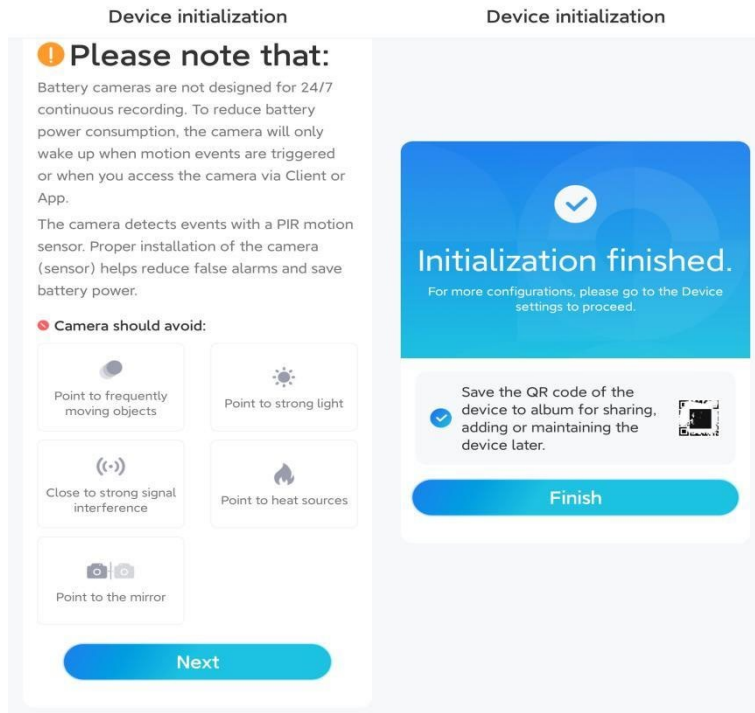 Device initialization
Please note that:
Battery cameras are not designed for 24/7
continuous recording. To reduce battery
power consumption, the camera will only
wake up when motion events are triggered
or when you access the camera via Client or
App.
The camera detects events with a PIR motion
sensor. Proper installation of the camera
(sensor) helps reduce false alarms and save
battery power.
Camera should avoid:
Point to frequently
moving objects
Point to strong light
Close to strong signal
interference
Point to heat sources
Point to the mirror
Next
Device initialization
Initialization finished.
For more configurations, please go to the Device
settings to proceed.
Save the QR code of the
device to album for sharing,
adding or maintaining the
device later.
Finish